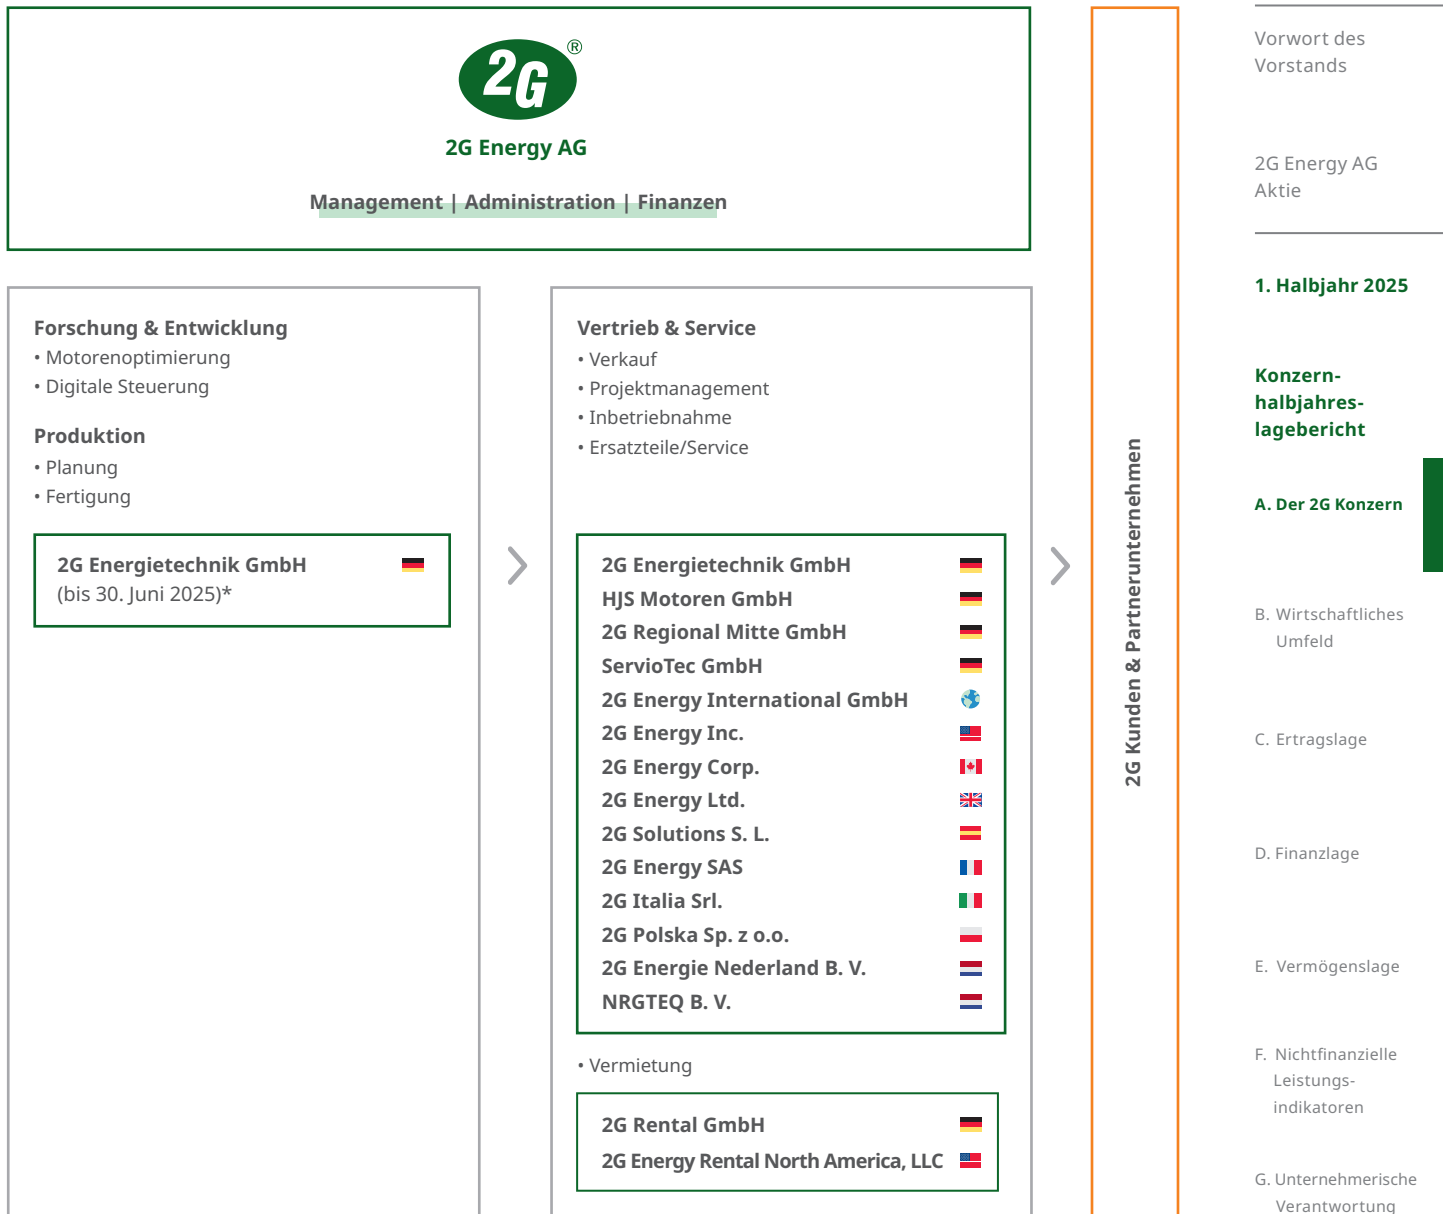 2G ®
2G Energy AG
Management | Administration | Finanzen
Forschung & Entwicklung
• Motorenoptimierung
• Digitale Steuerung
Produktion
• Planung
• Fertigung
2G Energietechnik GmbH
(bis 30. Juni 2025)*
Vertrieb & Service
• Verkauf
• Projektmanagement
• Inbetriebnahme
• Ersatzteile/Service
2G Energietechnik GmbH
HJS Motoren GmbH
2G Regional Mitte GmbH
ServioTec GmbH
2G Energy International GmbH
2G Energy Inc.
2G Energy Corp.
2G Energy Ltd.
2G Solutions S. L.
2G Energy SAS
2G Italia Srl.
2G Polska Sp. z o.o.
2G Energie Nederland B. V.
NRGTEQ B. V.
• Vermietung
2G Rental GmbH
2G Energy Rental North America, LLC
2G Kunden & Partnerunternehmen
Vorwort des
Vorstands
2G Energy AG
Aktie
1. Halbjahr 2025
Konzern-
halbjahres-
lagebericht
A. Der 2G Konzern
B. Wirtschaftliches
Umfeld
C. Ertragslage
D. Finanzlage
E. Vermögenslage
F. Nichtfinanzielle
Leistungs-
indikatoren
G. Unternehmerische
Verantwortung